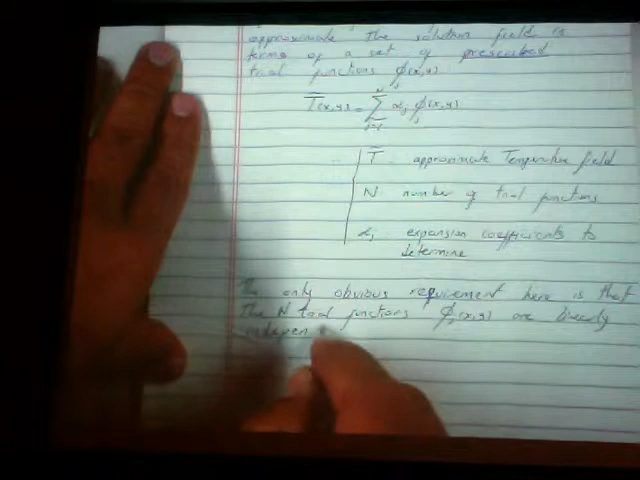 approximate the solution field in
terms of a set of prescribed
trial functions ϕj(x,y)
T̄(x,y) = ∑_{j=1}^{N} αj ϕj(x,y)
T̄ approximate Temperature field
N number of trial functions
αj expansion coefficients to
determine
The only obvious requirement here is that
the N trial functions ϕj(x,y) are linearly
indepen